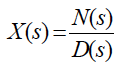 X(s) = N(s)/D(s)